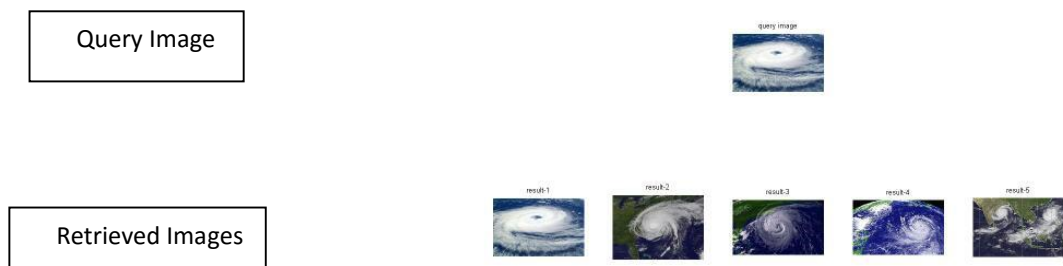 Query Image
query image
result-1
result-2
result-3
result-4
result-5
Retrieved Images